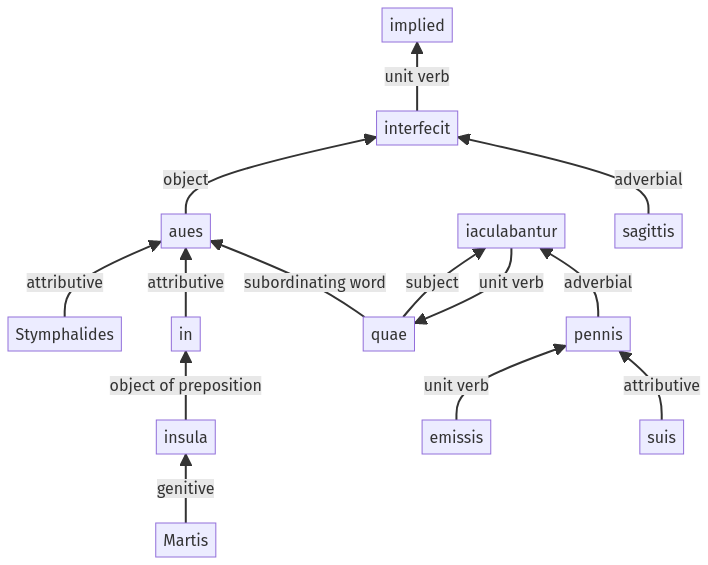 implied
unit verb
interfecit
object
adverbial
aues
iaculabantur
sagittis
attributive
attributive
subordinating word
subject
unit verb
adverbial
Stymphalides
in
quae
pennis
object of preposition
unit verb
attributive
insula
emissis
suis
genitive
Martis